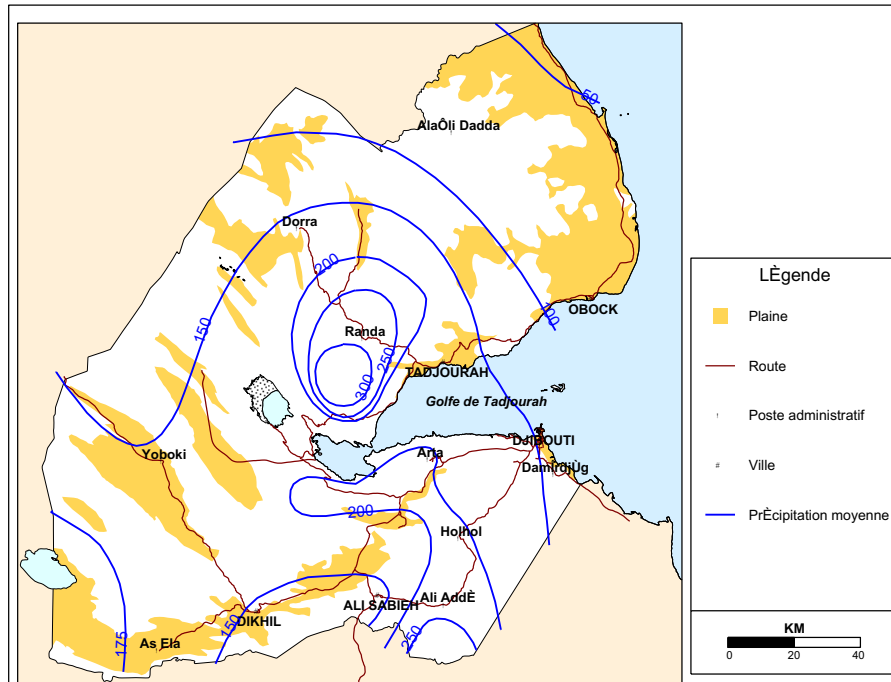 50
AlaÔli Dadda
Dorra
200
150
100
OBOCK
Randa
250
300
TADJOURAH
Golfe de Tadjourah
Yoboki
Arta
DJIBOUTI
DamÏrdjÙg
200
Holhol
ALI SABIEH
Ali AddÈ
DIKHIL
150
As Ela
175
250
LÈgende
Plaine
Route
Poste administratif
Ville
PrÈcipitation moyenne
KM
0 20 40